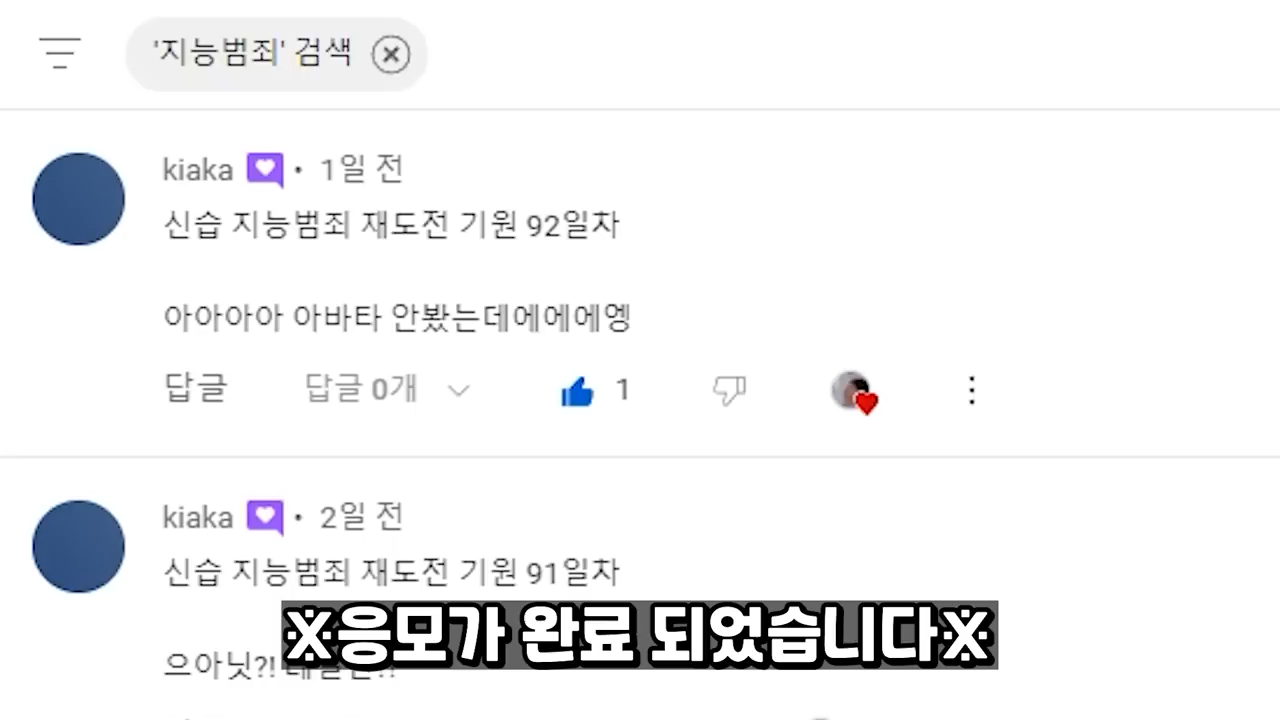 '지능범죄' 검색
kiaka • 1일 전
신습 지능범죄 재도전 기원 92일차
아아아아 아바타 안봤는데에에에엥
답글 답글 0개 1
kiaka • 2일 전
신습 지능범죄 재도전 기원 91일차
※응모가 완료 되었습니다※
으아닛?!